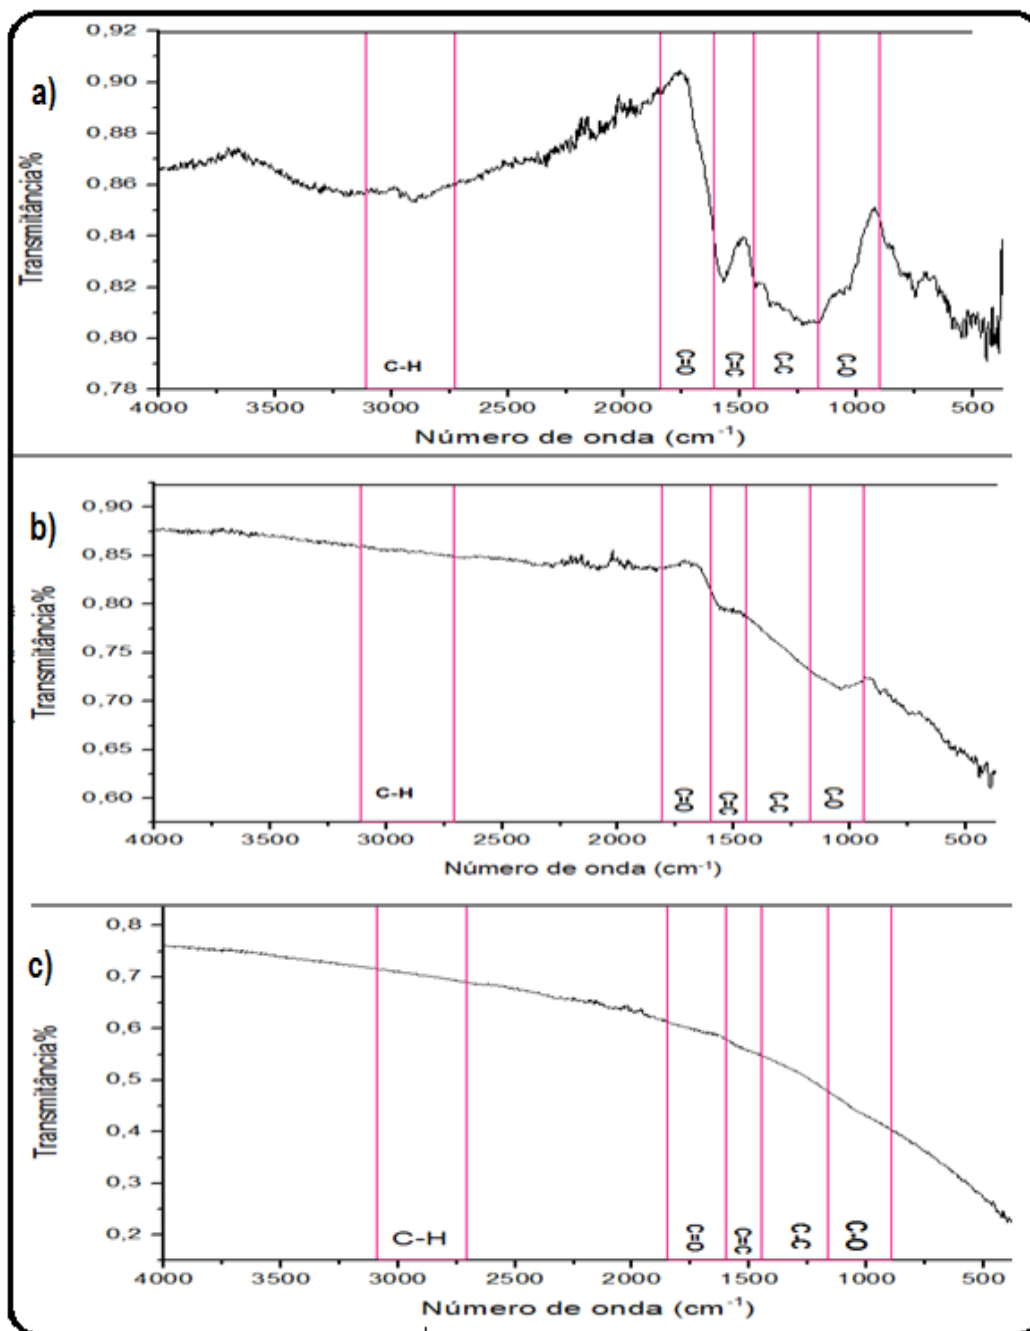 a)
Transmitância%
0,92
0,90
0,88
0,86
0,84
0,82
0,80
0,78
C-H
C=O
C=C
C-C
C-O
4000 3500 3000 2500 2000 1500 1000 500
Número de onda (cm⁻¹)
b)
Transmitância%
0,90
0,85
0,80
0,75
0,70
0,65
0,60
C-H
C=O
C=C
C-C
C-O
4000 3500 3000 2500 2000 1500 1000 500
Número de onda (cm⁻¹)
c)
Transmitância%
0,8
0,7
0,6
0,5
0,4
0,3
0,2
C-H
C=O
C=C
C-C
C-O
4000 3500 3000 2500 2000 1500 1000 500
Número de onda (cm⁻¹)